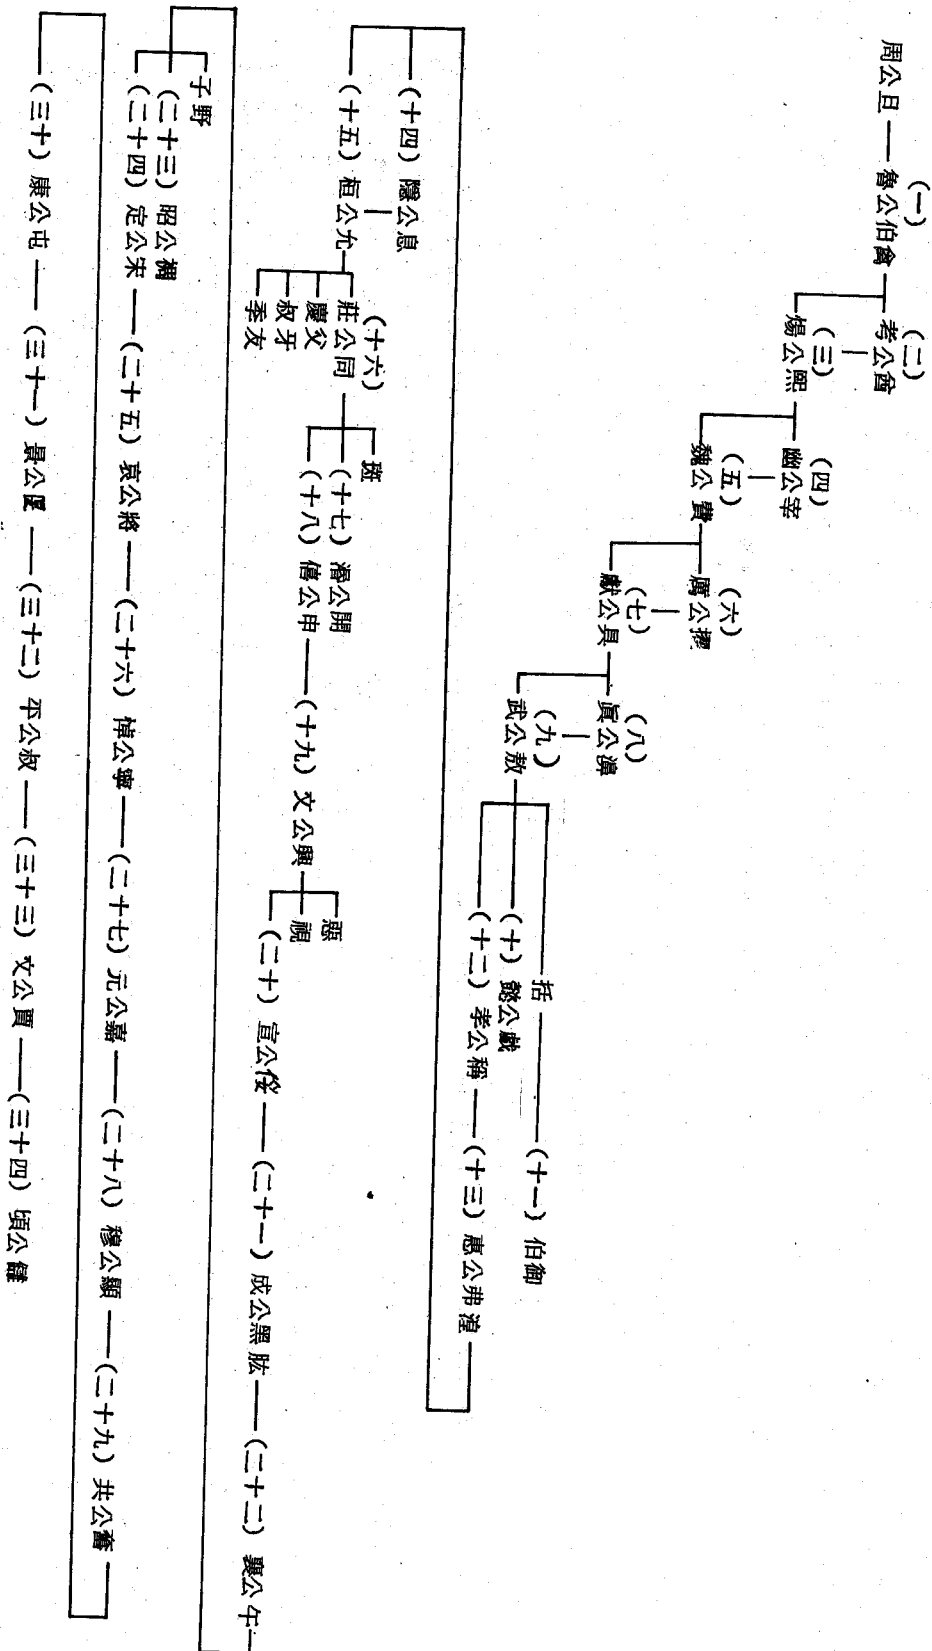 周公旦
(一) 魯公伯禽
(二) 考公酋
(三) 煬公熙
(四) 幽公宰
(五) 魏公費
(六) 厲公擢
(七) 獻公具
(八) 眞公濞
(九) 武公敖
括
(十) 懿公戲
(十一) 伯御
(十二) 孝公稱
(十三) 惠公弗湟
(十四) 隱公息
(十五) 桓公允
(十六) 莊公同
慶父
叔牙
季友
斑
(十七) 湣公開
(十八) 僖公申
(十九) 文公興
惡
視
(二十) 宣公俀
(二十一) 成公黑肱
(二十二) 襄公午
子野
(二十三) 昭公裯
(二十四) 定公宋
(二十五) 哀公將
(二十六) 悼公寧
(二十七) 元公嘉
(二十八) 穆公顯
(二十九) 共公奮
(三十) 康公屯
(三十一) 景公匽
(三十二) 平公叔
(三十三) 文公賈
(三十四) 頃公讎